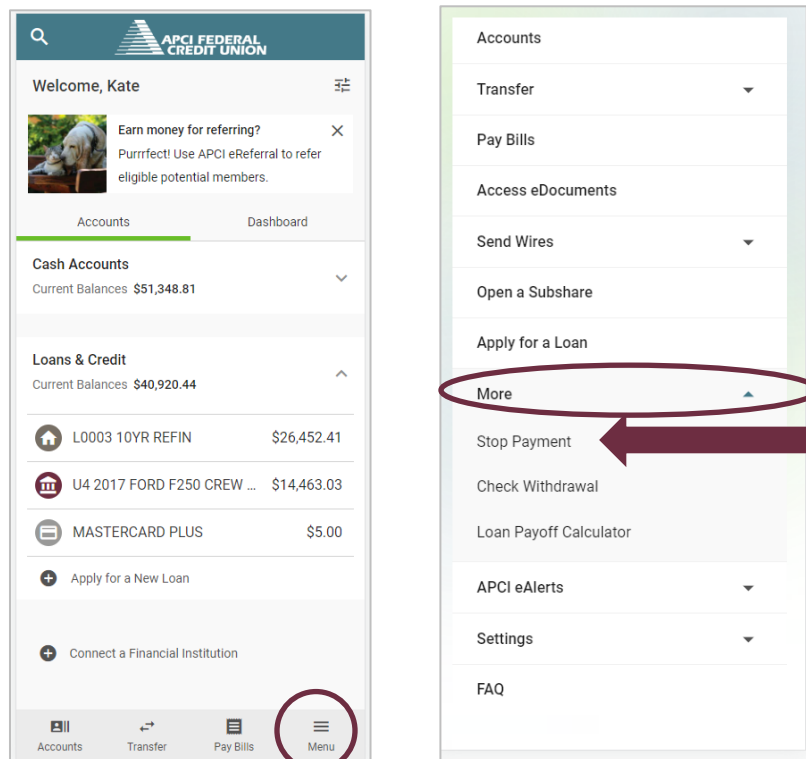 APCI FEDERAL
CREDIT UNION
Welcome, Kate
Earn money for referring?
Purrrfect! Use APCI eReferral to refer
eligible potential members.
Accounts Dashboard
Cash Accounts
Current Balances $51,348.81
Loans & Credit
Current Balances $40,920.44
L0003 10YR REFIN $26,452.41
U4 2017 FORD F250 CREW ... $14,463.03
MASTERCARD PLUS $5.00
Apply for a New Loan
Connect a Financial Institution
Accounts Transfer Pay Bills Menu
Accounts
Transfer
Pay Bills
Access eDocuments
Send Wires
Open a Subshare
Apply for a Loan
More
Stop Payment
Check Withdrawal
Loan Payoff Calculator
APCI eAlerts
Settings
FAQ